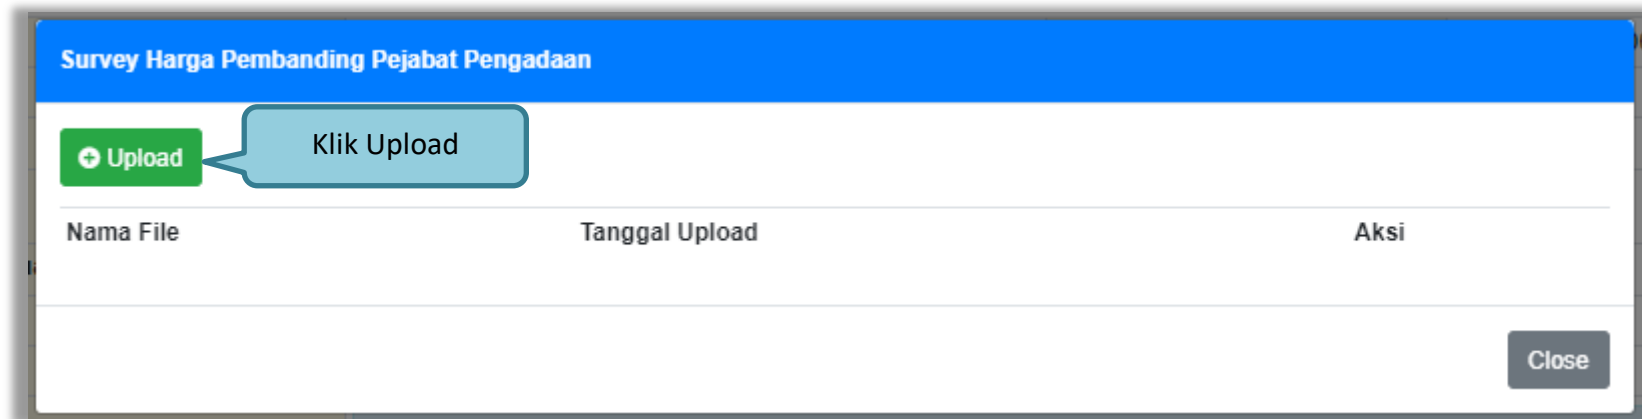 Survey Harga Pembanding Pejabat Pengadaan
Upload
Klik Upload
Nama File
Tanggal Upload
Aksi
Close